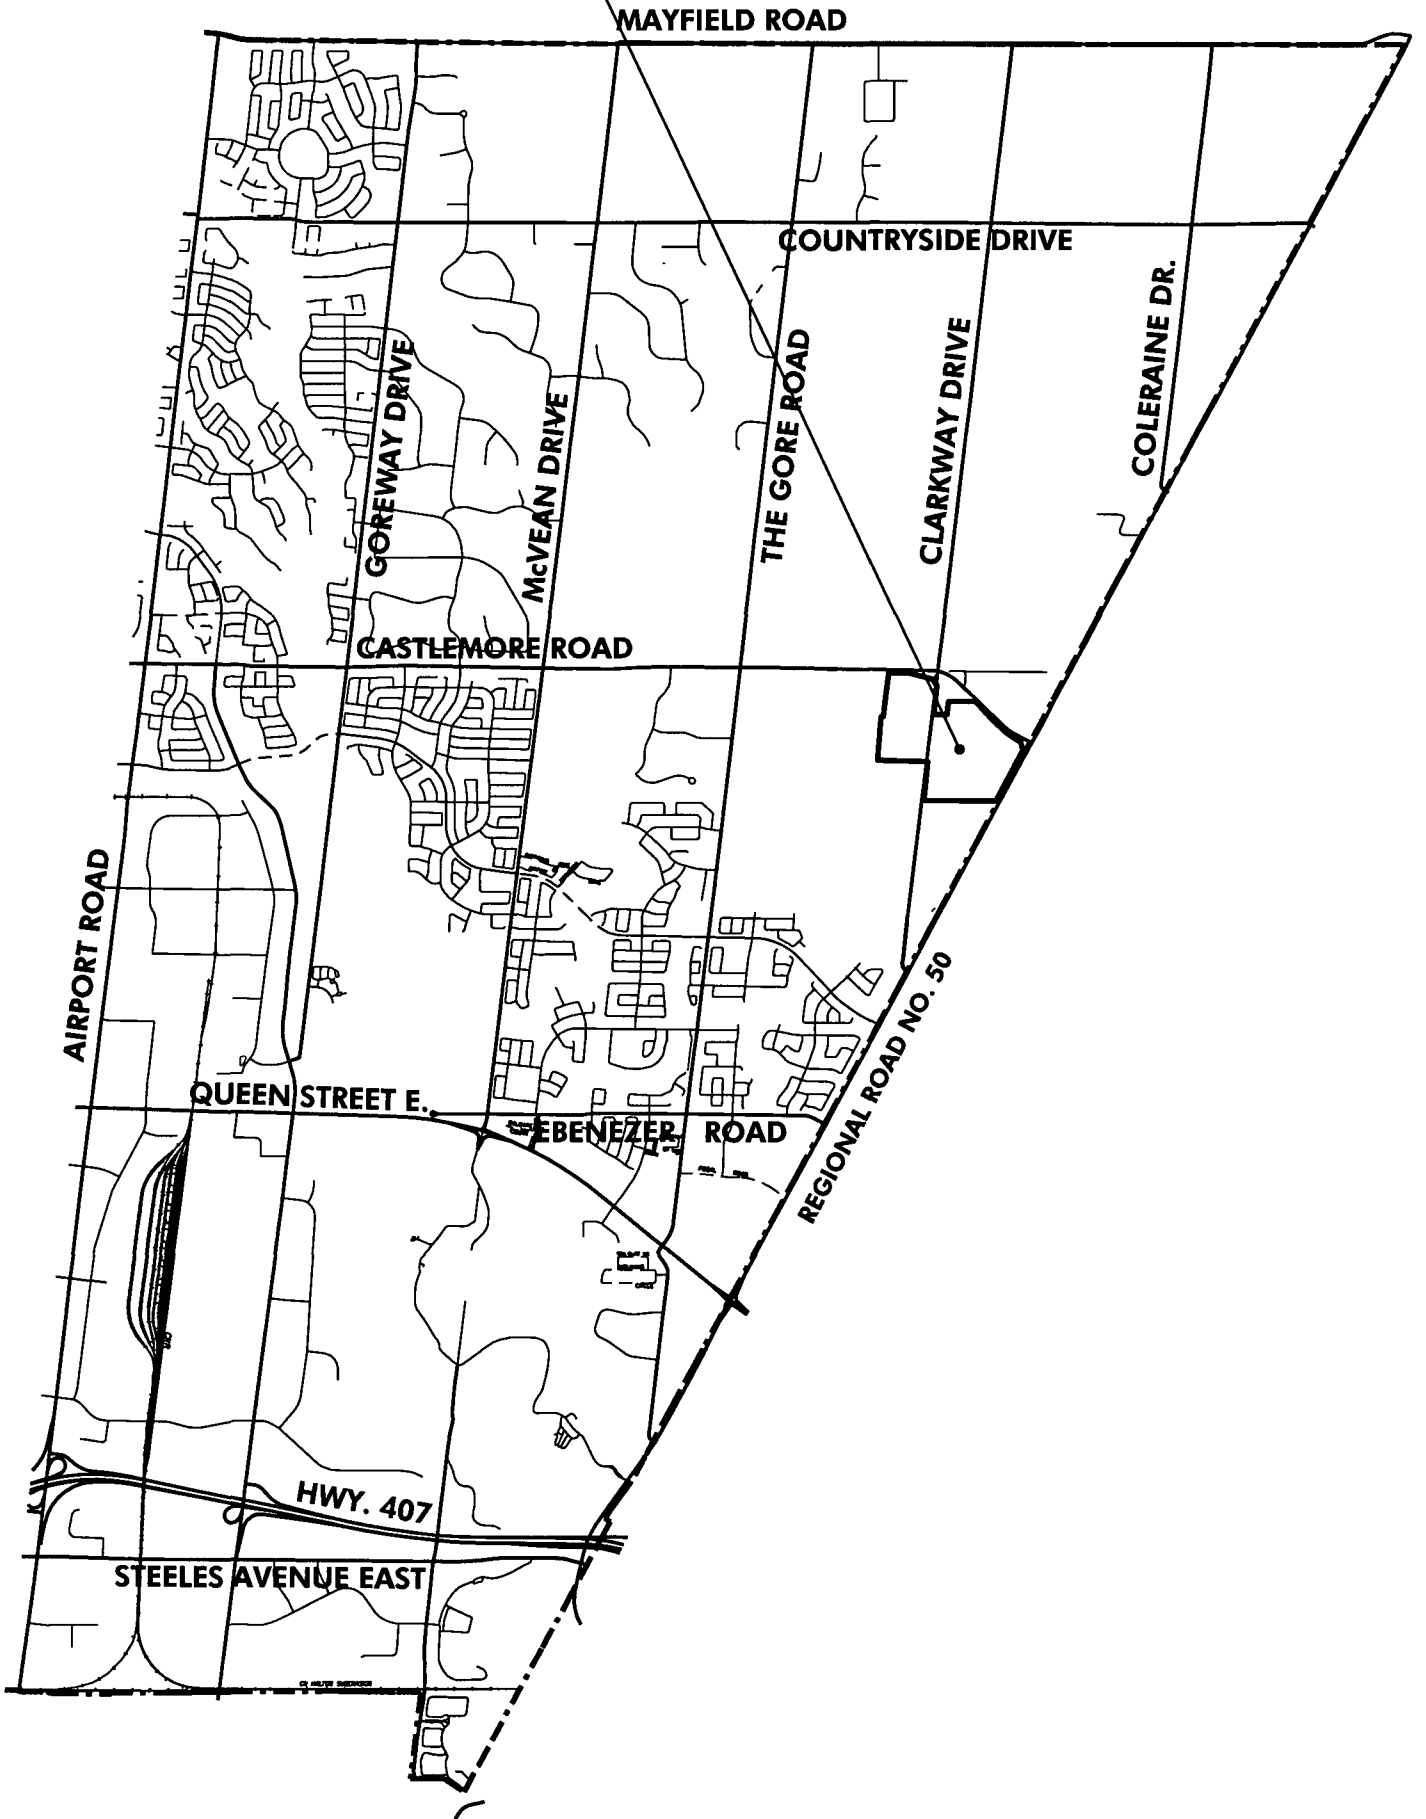 MAYFIELD ROAD
COUNTRYSIDE DRIVE
COLERAINE DR.
CLARKWAY DRIVE
THE GORE ROAD
GOREWAY DRIVE
McVEAN DRIVE
CASTLEMORE ROAD
AIRPORT ROAD
REGIONAL ROAD NO. 50
QUEEN STREET E.
EBENEZER ROAD
HWY. 407
STEELES AVENUE EAST